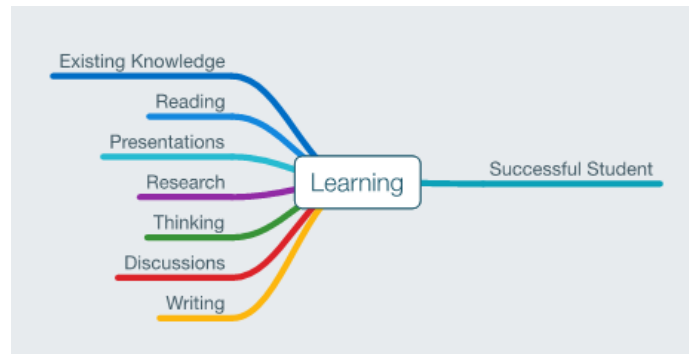 Existing Knowledge
Reading
Presentations
Research
Thinking
Discussions
Writing
Learning
Successful Student